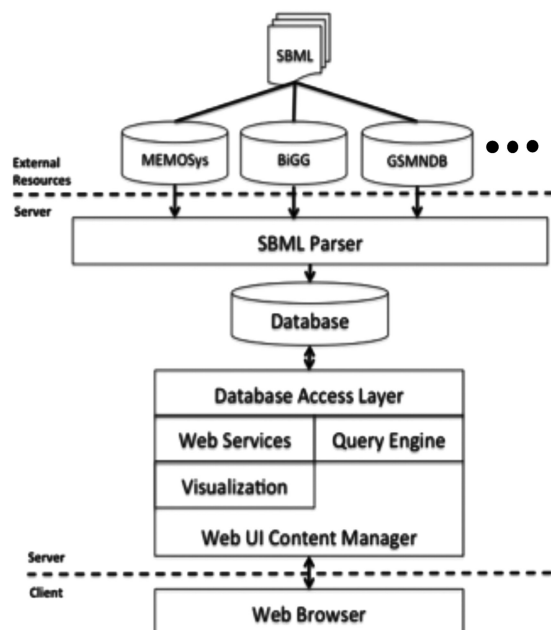 SBML
MEMOSys
BiGG
GSMNDB
External
Resources
Server
SBML Parser
Database
Database Access Layer
Web Services
Query Engine
Visualization
Web UI Content Manager
Server
Client
Web Browser